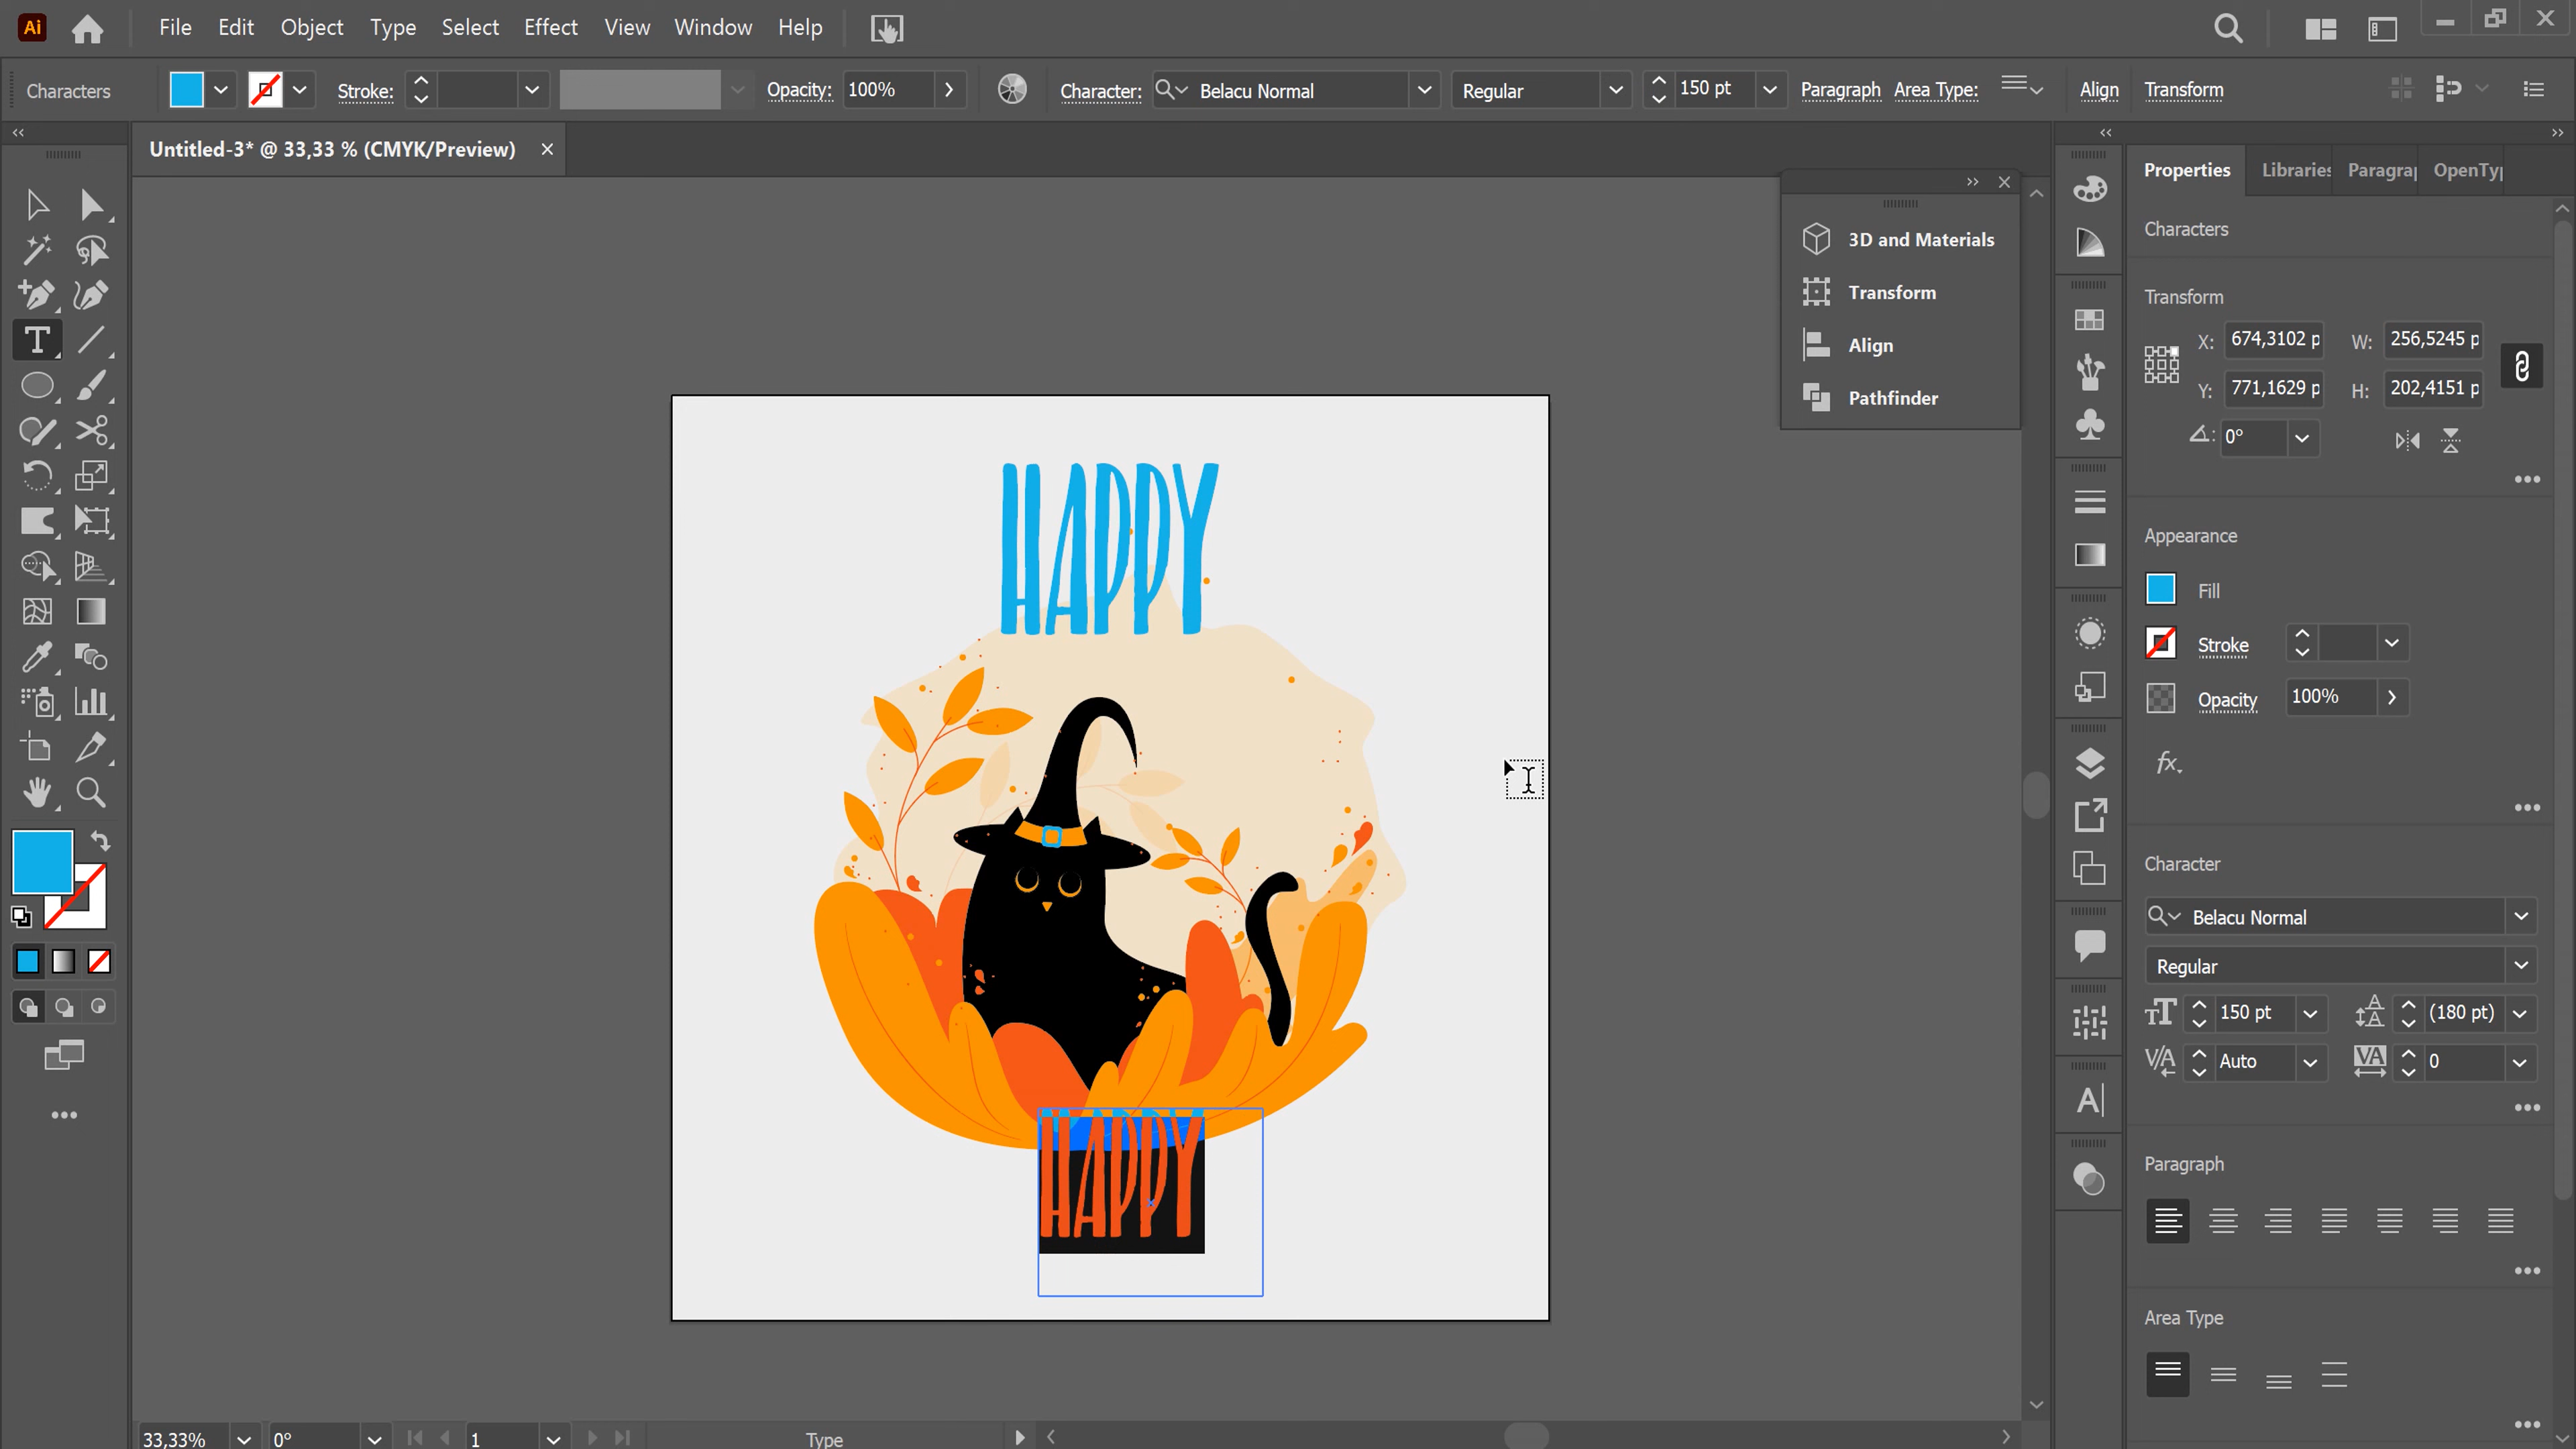 Ai File Edit Object Type Select Effect View Window Help
Characters Stroke: Opacity: 100% Character: Belacu Normal Regular 150 pt Paragraph Area Type: Align Transform
Untitled-3* @ 33,33 % (CMYK/Preview)
3D and Materials
Transform
Align
Pathfinder
HAPPY
HAPPY
Properties Libraries Paragra OpenTyp
Characters
Transform
X: 674,3102 p W: 256,5245 p
Y: 771,1629 p H: 202,4151 p
0°
Appearance
Fill
Stroke
Opacity 100%
fx
Character
Belacu Normal
Regular
150 pt (180 pt)
Auto 0
Paragraph
Area Type
33,33% 0° 1 Type